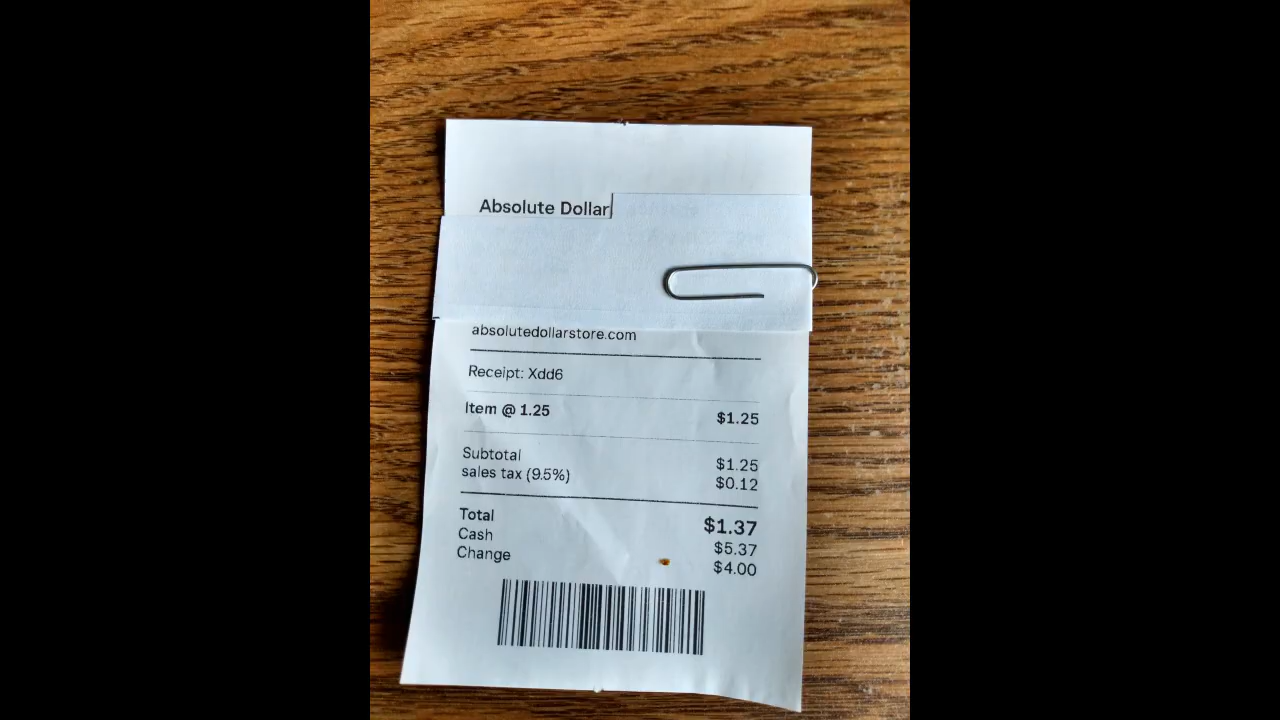 Absolute Dollar
absolutedollarstore.com
Receipt: Xdd6
Item @ 1.25 $1.25
Subtotal $1.25
sales tax (9.5%) $0.12
Total $1.37
Cash $5.37
Change $4.00